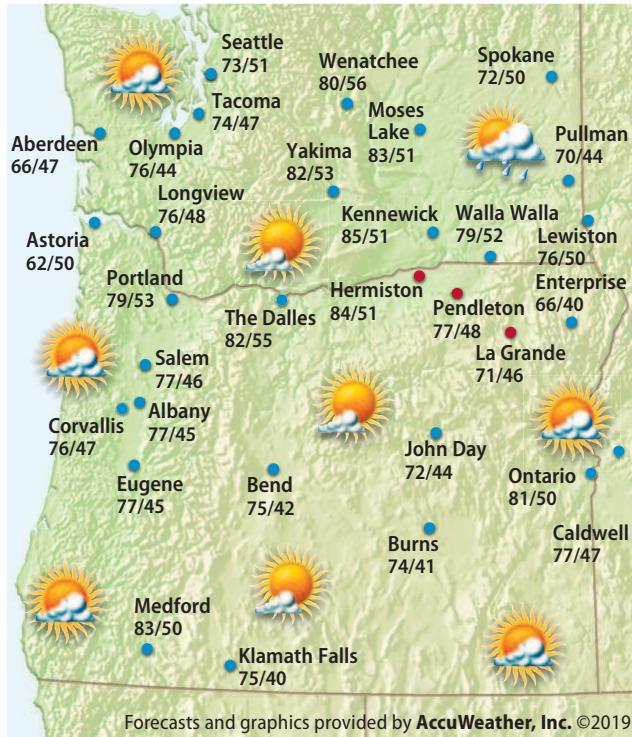 Seattle
73/51
Wenatchee
80/56
Spokane
72/50
Tacoma
74/47
Moses
Lake
83/51
Pullman
70/44
Aberdeen
66/47
Olympia
76/44
Yakima
82/53
Longview
76/48
Kennewick
85/51
Walla Walla
79/52
Lewiston
76/50
Astoria
62/50
Portland
79/53
The Dalles
82/55
Hermiston
84/51
Pendleton
77/48
Enterprise
66/40
La Grande
71/46
Salem
77/46
Corvallis
76/47
Albany
77/45
John Day
72/44
Ontario
81/50
Eugene
77/45
Bend
75/42
Burns
74/41
Caldwell
77/47
Medford
83/50
Klamath Falls
75/40
Forecasts and graphics provided by AccuWeather, Inc. ©2019